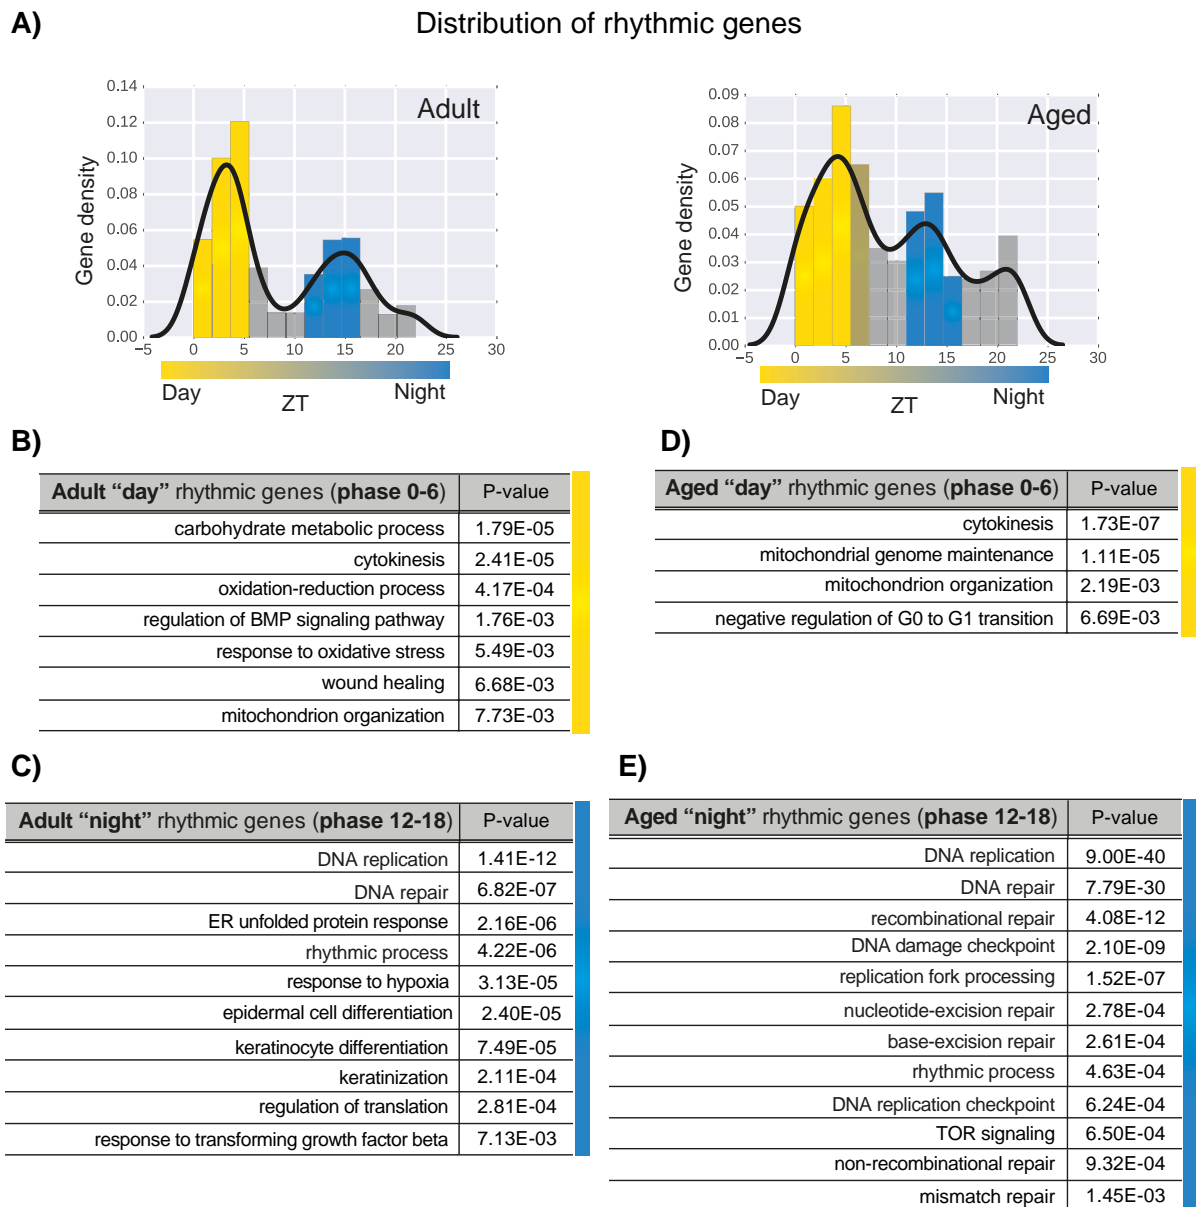 A)
Distribution of rhythmic genes
Adult
Gene density
0.14
0.12
0.10
0.08
0.06
0.04
0.02
0.00
−5 0 5 10 15 20 25 30
Day Night
ZT
Aged
Gene density
0.09
0.08
0.07
0.06
0.05
0.04
0.03
0.02
0.01
0.00
−5 0 5 10 15 20 25 30
Day Night
ZT
B)
Adult “day” rhythmic genes (phase 0-6) P-value
carbohydrate metabolic process 1.79E-05
cytokinesis 2.41E-05
oxidation-reduction process 4.17E-04
regulation of BMP signaling pathway 1.76E-03
response to oxidative stress 5.49E-03
wound healing 6.68E-03
mitochondrion organization 7.73E-03
D)
Aged “day” rhythmic genes (phase 0-6) P-value
cytokinesis 1.73E-07
mitochondrial genome maintenance 1.11E-05
mitochondrion organization 2.19E-03
negative regulation of G0 to G1 transition 6.69E-03
C)
Adult “night” rhythmic genes (phase 12-18) P-value
DNA replication 1.41E-12
DNA repair 6.82E-07
ER unfolded protein response 2.16E-06
rhythmic process 4.22E-06
response to hypoxia 3.13E-05
epidermal cell differentiation 2.40E-05
keratinocyte differentiation 7.49E-05
keratinization 2.11E-04
regulation of translation 2.81E-04
response to transforming growth factor beta 7.13E-03
E)
Aged “night” rhythmic genes (phase 12-18) P-value
DNA replication 9.00E-40
DNA repair 7.79E-30
recombinational repair 4.08E-12
DNA damage checkpoint 2.10E-09
replication fork processing 1.52E-07
nucleotide-excision repair 2.78E-04
base-excision repair 2.61E-04
rhythmic process 4.63E-04
DNA replication checkpoint 6.24E-04
TOR signaling 6.50E-04
non-recombinational repair 9.32E-04
mismatch repair 1.45E-03